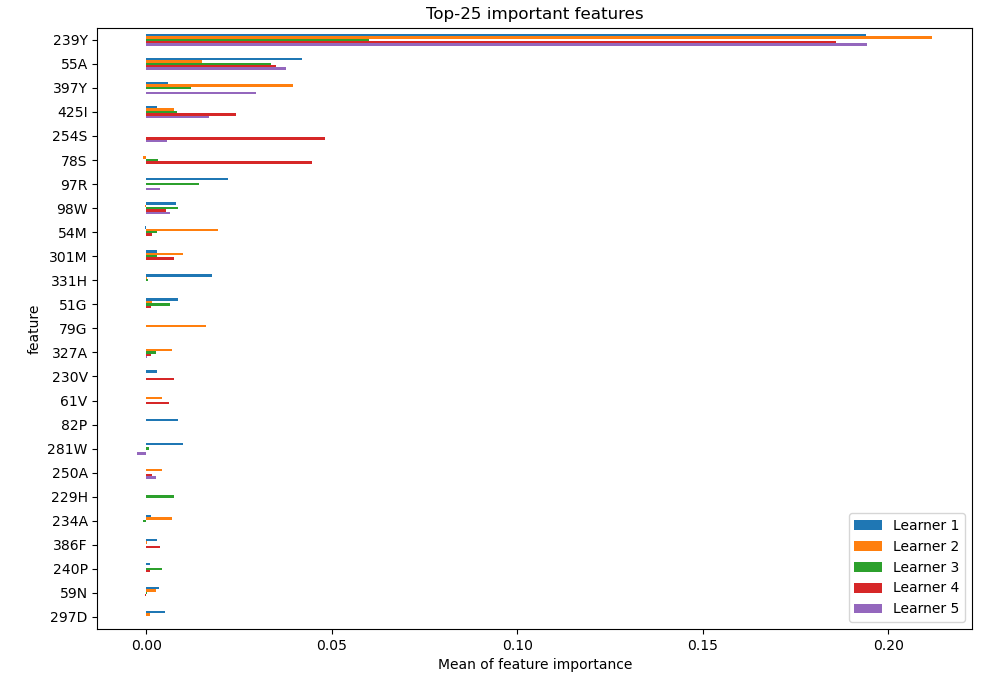 Top-25 important features
239Y
55A
397Y
425I
254S
78S
97R
98W
54M
301M
331H
51G
79G
327A
230V
61V
82P
281W
250A
229H
234A
386F
240P
59N
297D
feature
0.00 0.05 0.10 0.15 0.20
Mean of feature importance
Learner 1
Learner 2
Learner 3
Learner 4
Learner 5